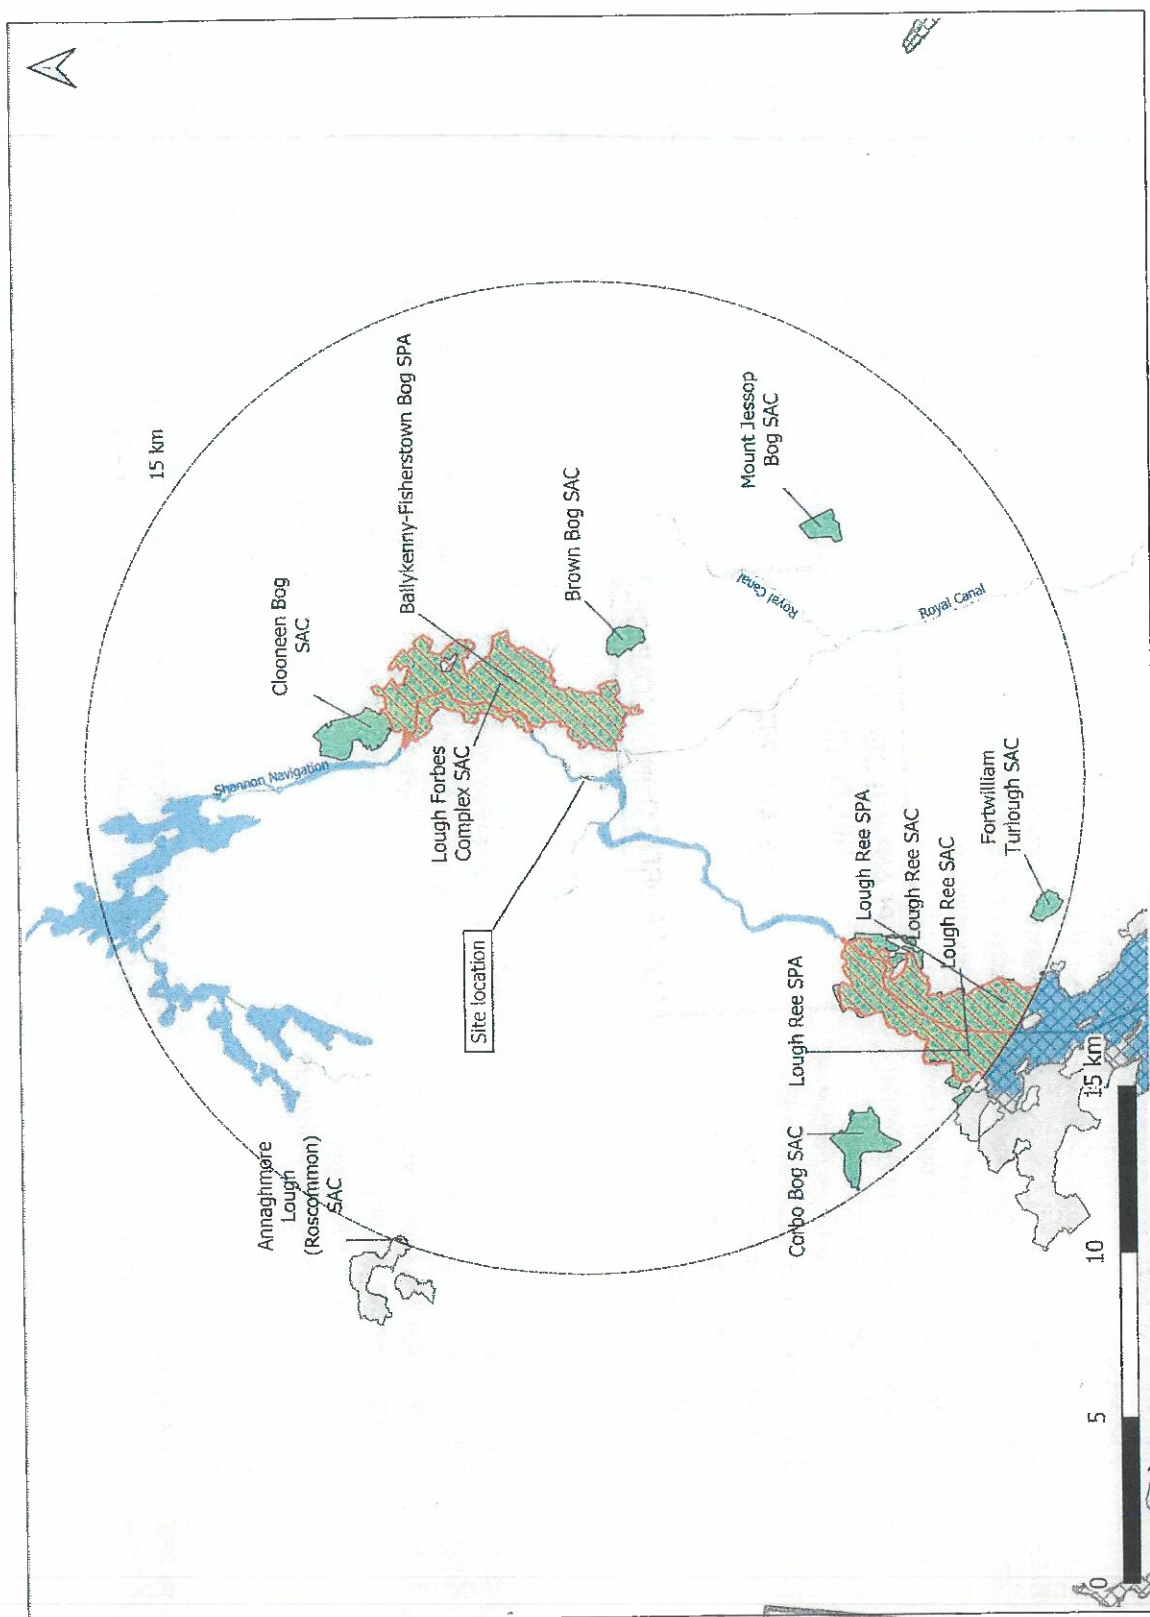 15 km
Clooneen Bog
SAC
Ballykenny-Fisherstown Bog SPA
Shannon Navigation
Lough Forbes
Complex SAC
Brown Bog SAC
Site location
Annaghmore
Lough
(Roscommon)
SAC
Mount Jessop
Bog SAC
Royal Canal
Royal Canal
Lough Ree SPA
Lough Ree SAC
Lough Ree SAC
Lough Ree SPA
Fortwilliam
Turlough SAC
Corbo Bog SAC
0
5
10
15 km